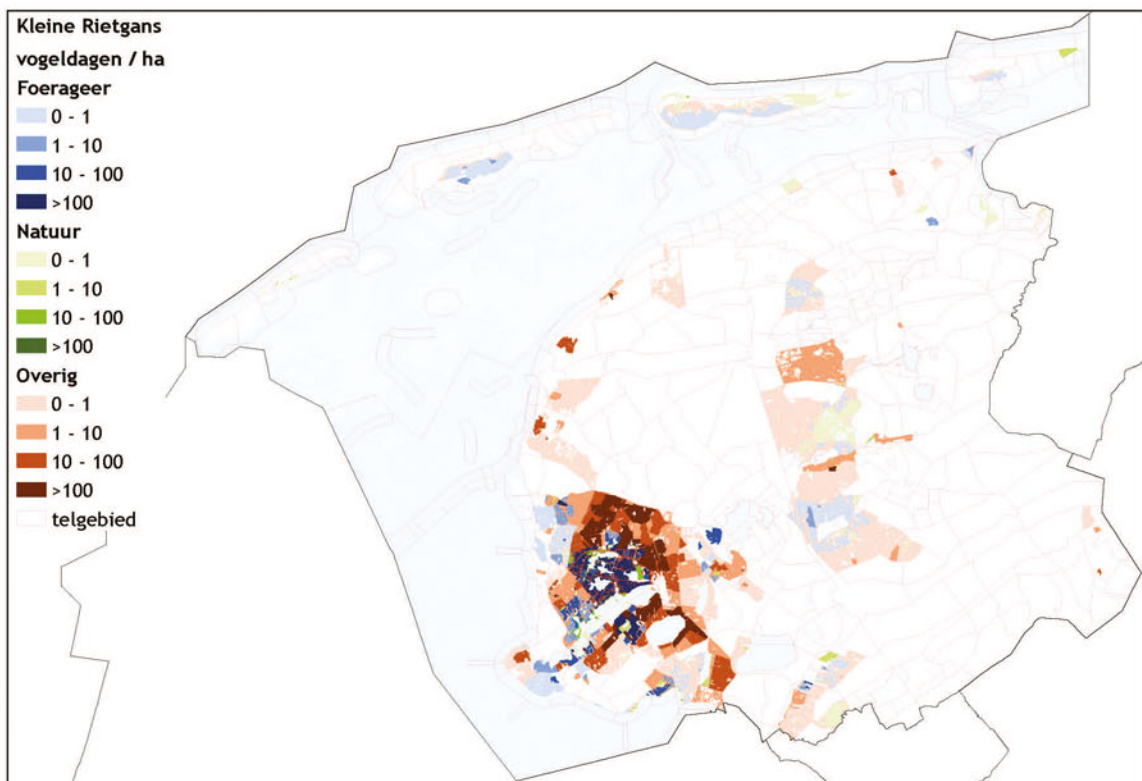 Kleine Rietgans
vogeldagen / ha
Foerageer
0 - 1
1 - 10
10 - 100
>100
Natuur
0 - 1
1 - 10
10 - 100
>100
Overig
0 - 1
1 - 10
10 - 100
>100
telgebied